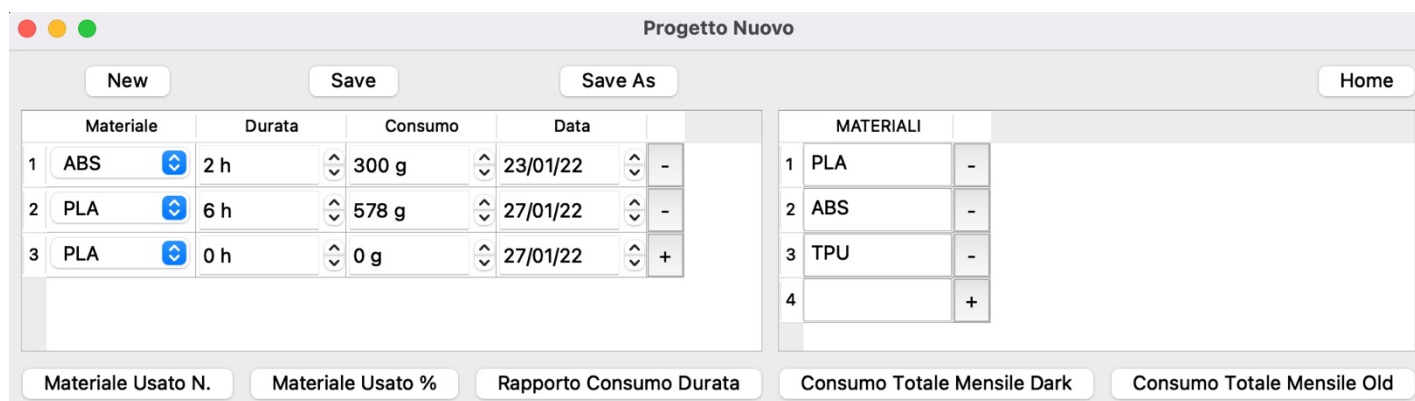 Progetto Nuovo
New Save Save As Home
Materiale Durata Consumo Data
1 ABS 2 h 300 g 23/01/22 -
2 PLA 6 h 578 g 27/01/22 -
3 PLA 0 h 0 g 27/01/22 +
MATERIALI
1 PLA -
2 ABS -
3 TPU -
4 +
Materiale Usato N. Materiale Usato % Rapporto Consumo Durata Consumo Totale Mensile Dark Consumo Totale Mensile Old